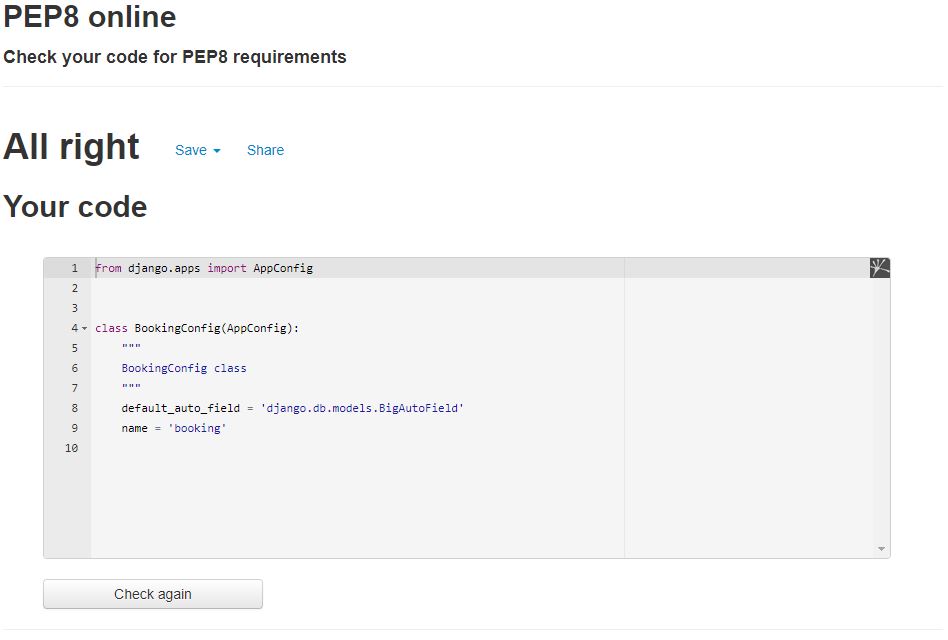 PEP8 online
Check your code for PEP8 requirements
All right Save Share
Your code
1 from django.apps import AppConfig
2
3
4 class BookingConfig(AppConfig):
5     """
6     BookingConfig class
7     """
8     default_auto_field = 'django.db.models.BigAutoField'
9     name = 'booking'
10
Check again